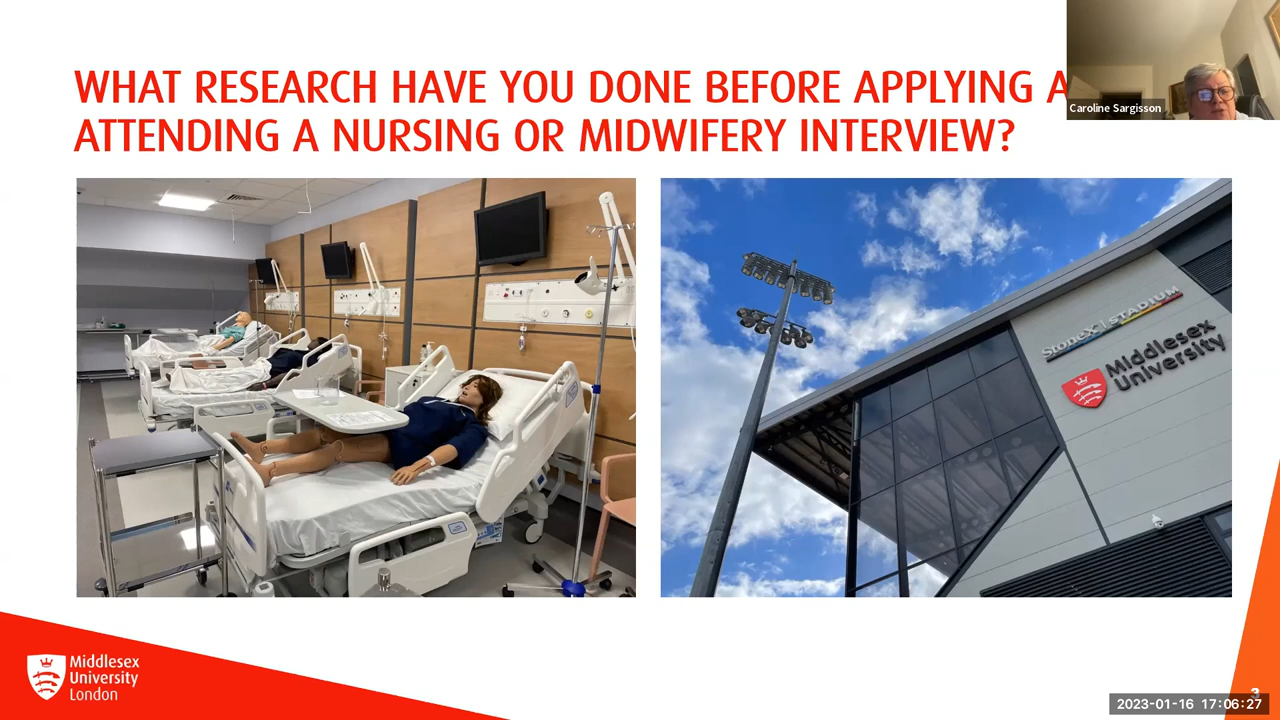 WHAT RESEARCH HAVE YOU DONE BEFORE APPLYING A
ATTENDING A NURSING OR MIDWIFERY INTERVIEW?
Caroline Sargisson
StoneX STADIUM
Middlesex
University
Middlesex
University
London
3
2023-01-16 17:06:27